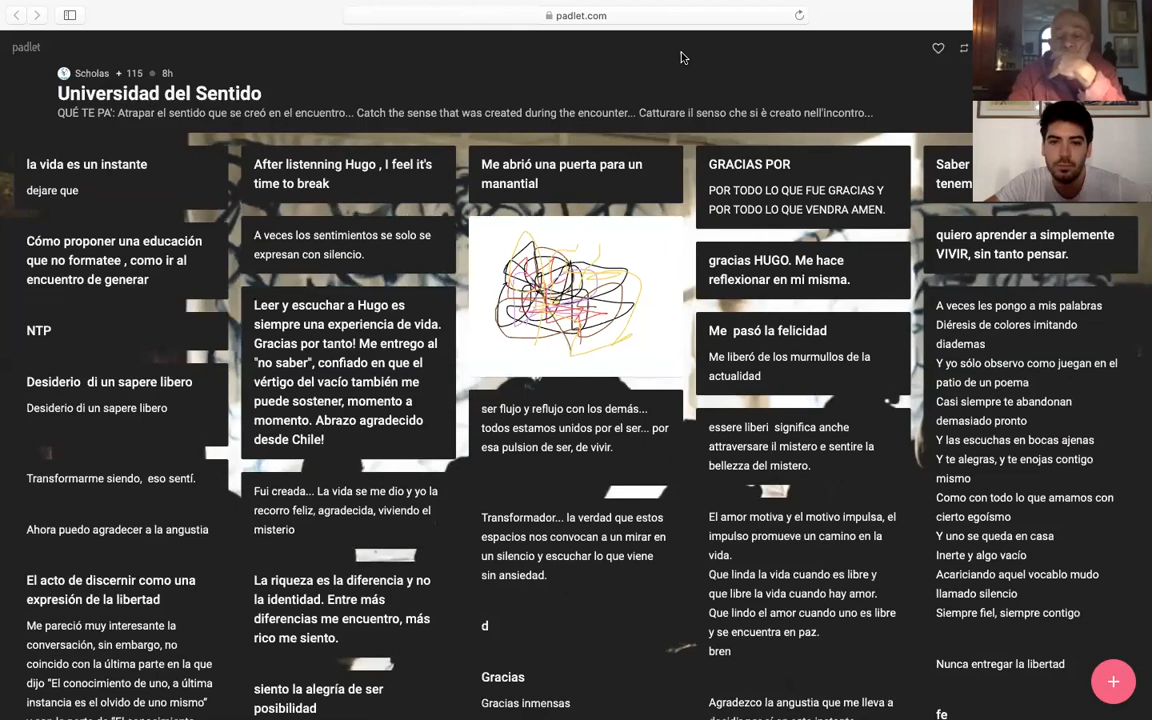 padlet.com
padlet
Scholas + 115 8h
Universidad del Sentido
QUÉ TE PA': Atrapar el sentido que se creó en el encuentro... Catch the sense that was created during the encounter... Catturare il senso che si è creato nell'incontro...
la vida es un instante
dejare que
Cómo proponer una educación
que no formatee , como ir al
encuentro de generar
NTP
Desiderio di un sapere libero
Desiderio di un sapere libero
Transformarme siendo, eso sentí.
Ahora puedo agradecer a la angustia
El acto de discernir como una
expresión de la libertad
Me pareció muy interesante la
conversación, sin embargo, no
coincido con la última parte en la que
dijo “El conocimiento de uno, a última
instancia es el olvido de uno mismo”
y con la parte de “El conocimiento
After listenning Hugo , I feel it's
time to break
A veces los sentimientos se solo se
expresan con silencio.
Leer y escuchar a Hugo es
siempre una experiencia de vida.
Gracias por tanto! Me entrego al
"no saber", confiado en que el
vértigo del vacío también me
puede sostener, momento a
momento. Abrazo agradecido
desde Chile!
Fui creada... La vida se me dio y yo la
recorro feliz, agradecida, viviendo el
misterio
La riqueza es la diferencia y no
la identidad. Entre más
diferencias me encuentro, más
rico me siento.
siento la alegría de ser
posibilidad
Me abrió una puerta para un
manantial
ser flujo y reflujo con los demás...
todos estamos unidos por el ser... por
esa pulsion de ser, de vivir.
Transformador... la verdad que estos
espacios nos convocan a un mirar en
un silencio y escuchar lo que viene
sin ansiedad.
d
Gracias
Gracias inmensas
GRACIAS POR
POR TODO LO QUE FUE GRACIAS Y
POR TODO LO QUE VENDRA AMEN.
gracias HUGO. Me hace
reflexionar en mi misma.
Me pasó la felicidad
Me liberó de los murmullos de la
actualidad
essere liberi significa anche
attraversare il mistero e sentire la
bellezza del mistero.
El amor motiva y el motivo impulsa, el
impulso promueve un camino en la
vida.
Que linda la vida cuando es libre y
que libre la vida cuando hay amor.
Que lindo el amor cuando uno es libre
y se encuentra en paz.
bren
Agradezco la angustia que me lleva a
Saber
tenem
quiero aprender a simplemente
VIVIR, sin tanto pensar.
A veces les pongo a mis palabras
Diéresis de colores imitando
diademas
Y yo sólo observo como juegan en el
patio de un poema
Casi siempre te abandonan
demasiado pronto
Y las escuchas en bocas ajenas
Y te alegras, y te enojas contigo
mismo
Como con todo lo que amamos con
cierto egoísmo
Y uno se queda en casa
Inerte y algo vacío
Acariciando aquel vocablo mudo
llamado silencio
Siempre fiel, siempre contigo
Nunca entregar la libertad
fe